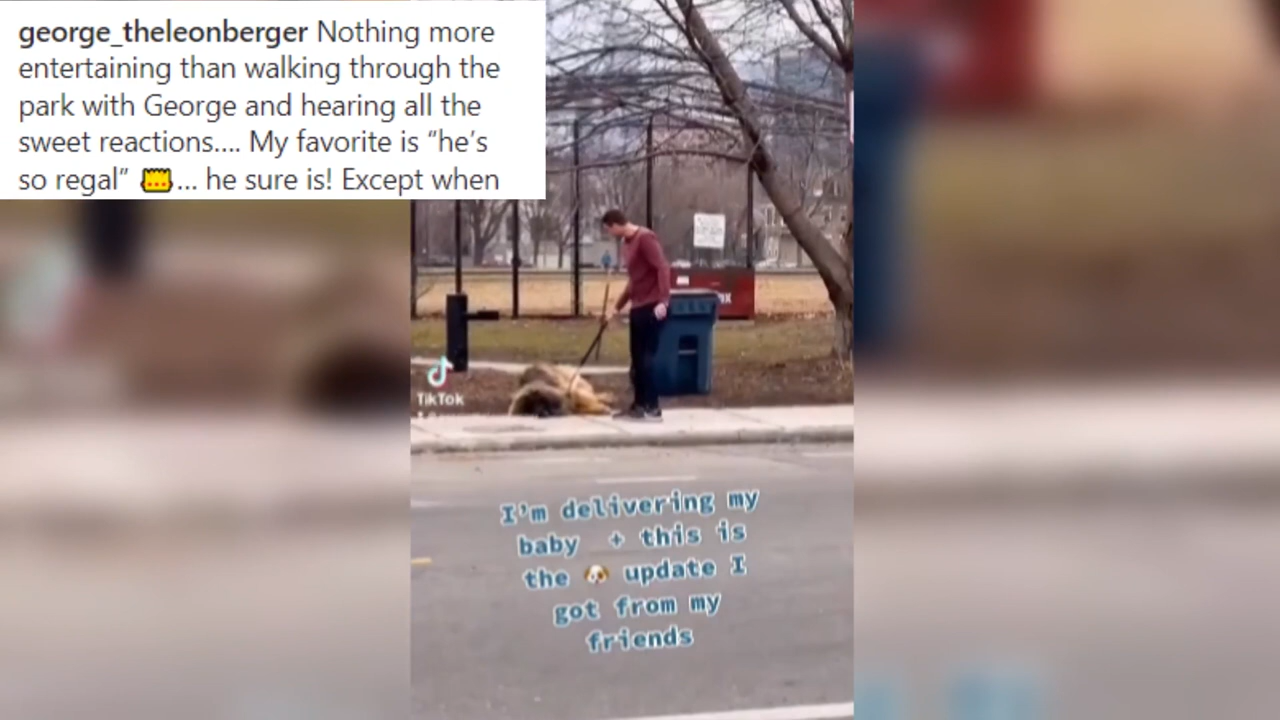 george_theleonberger Nothing more
entertaining than walking through the
park with George and hearing all the
sweet reactions.... My favorite is “he's
so regal” ... he sure is! Except when
TikTok
I'm delivering my
baby + this is
the 🐶 update I
got from my
friends